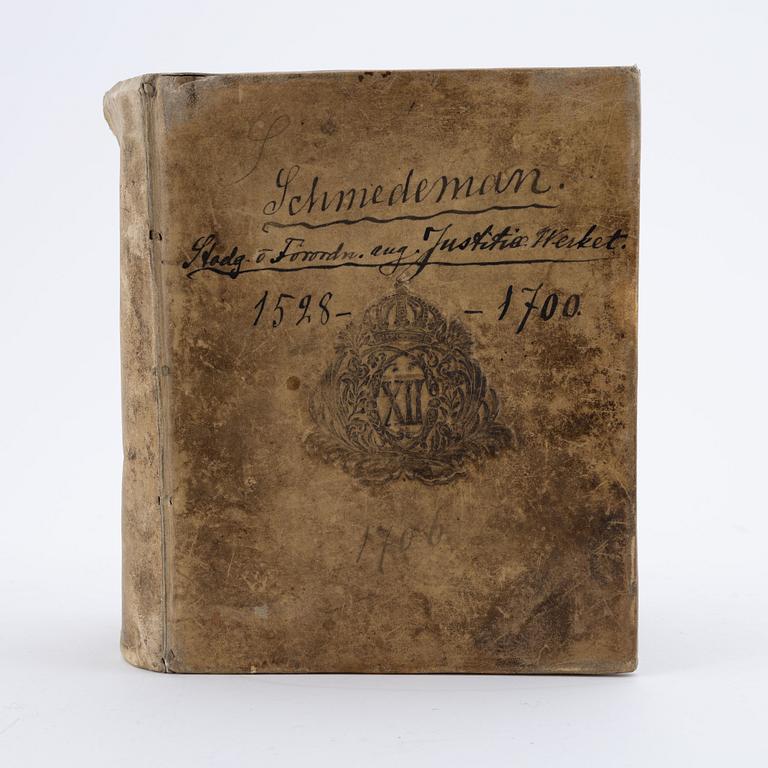 Schmedeman.
Stadg. ō Förordn. ang. Justitiæ Werket.
1528 - - 1700.
XII
1706